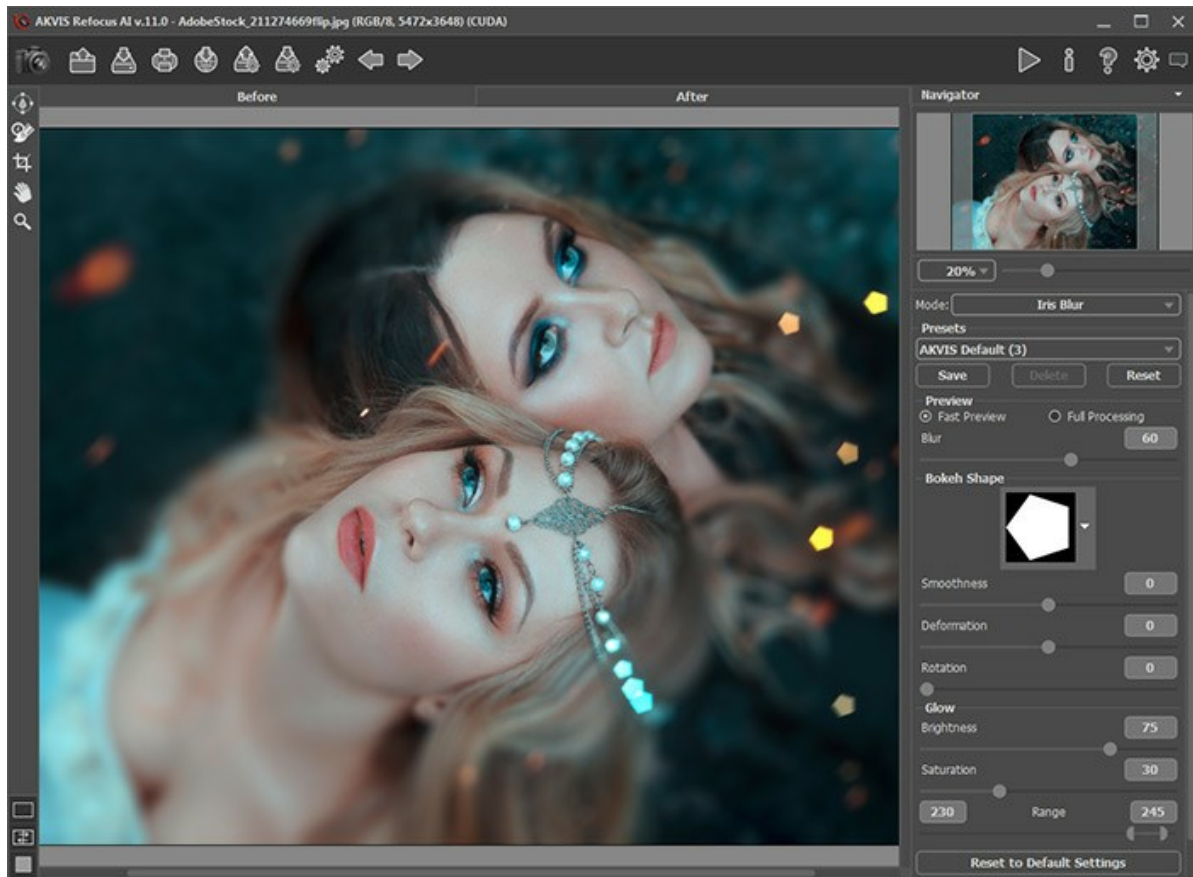 AKVIS Refocus AI v.11.0 - AdobeStock_211274669flip.jpg (RGB/8, 5472x3648) (CUDA)
Before After
Navigator
20%
Mode: Iris Blur
Presets
AKVIS Default (3)
Save Delete Reset
Preview
Fast Preview Full Processing
Blur 60
Bokeh Shape
Smoothness 0
Deformation 0
Rotation 0
Glow
Brightness 75
Saturation 30
230 Range 245
Reset to Default Settings